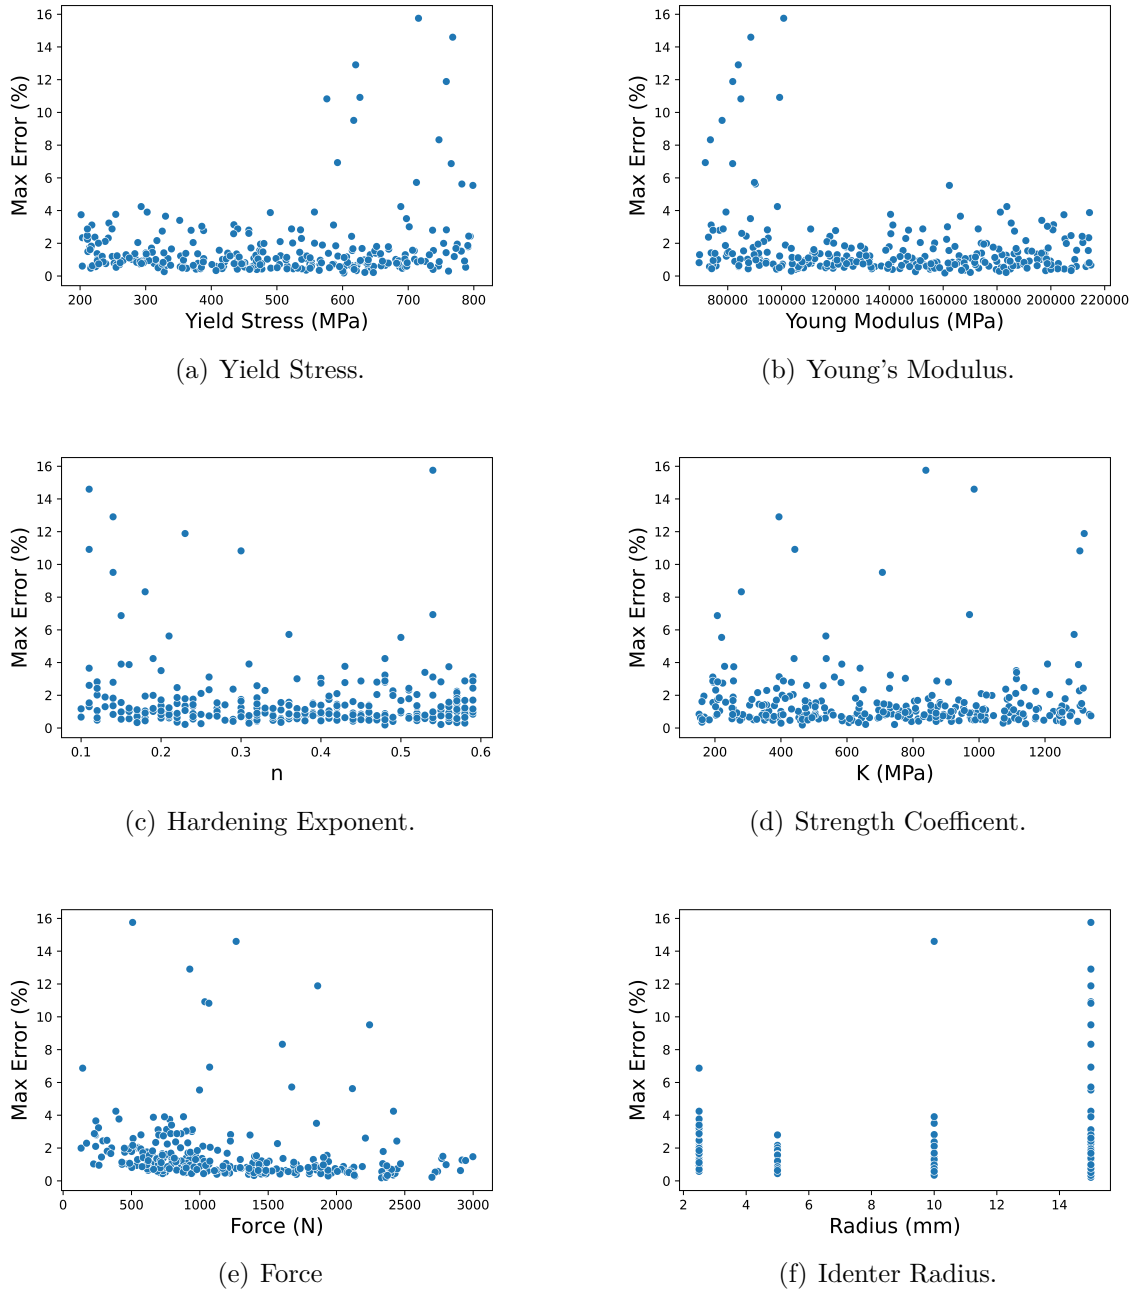 16
14
12
10
8
6
4
2
0
Max Error (%)
200 300 400 500 600 700 800
Yield Stress (MPa)
(a) Yield Stress.
16
14
12
10
8
6
4
2
0
Max Error (%)
80000 100000 120000 140000 160000 180000 200000 220000
Young Modulus (MPa)
(b) Young's Modulus.
16
14
12
10
8
6
4
2
0
Max Error (%)
0.1 0.2 0.3 0.4 0.5 0.6
n
(c) Hardening Exponent.
16
14
12
10
8
6
4
2
0
Max Error (%)
200 400 600 800 1000 1200
K (MPa)
(d) Strength Coefficent.
16
14
12
10
8
6
4
2
0
Max Error (%)
0 500 1000 1500 2000 2500 3000
Force (N)
(e) Force
16
14
12
10
8
6
4
2
0
Max Error (%)
2 4 6 8 10 12 14
Radius (mm)
(f) Identer Radius.